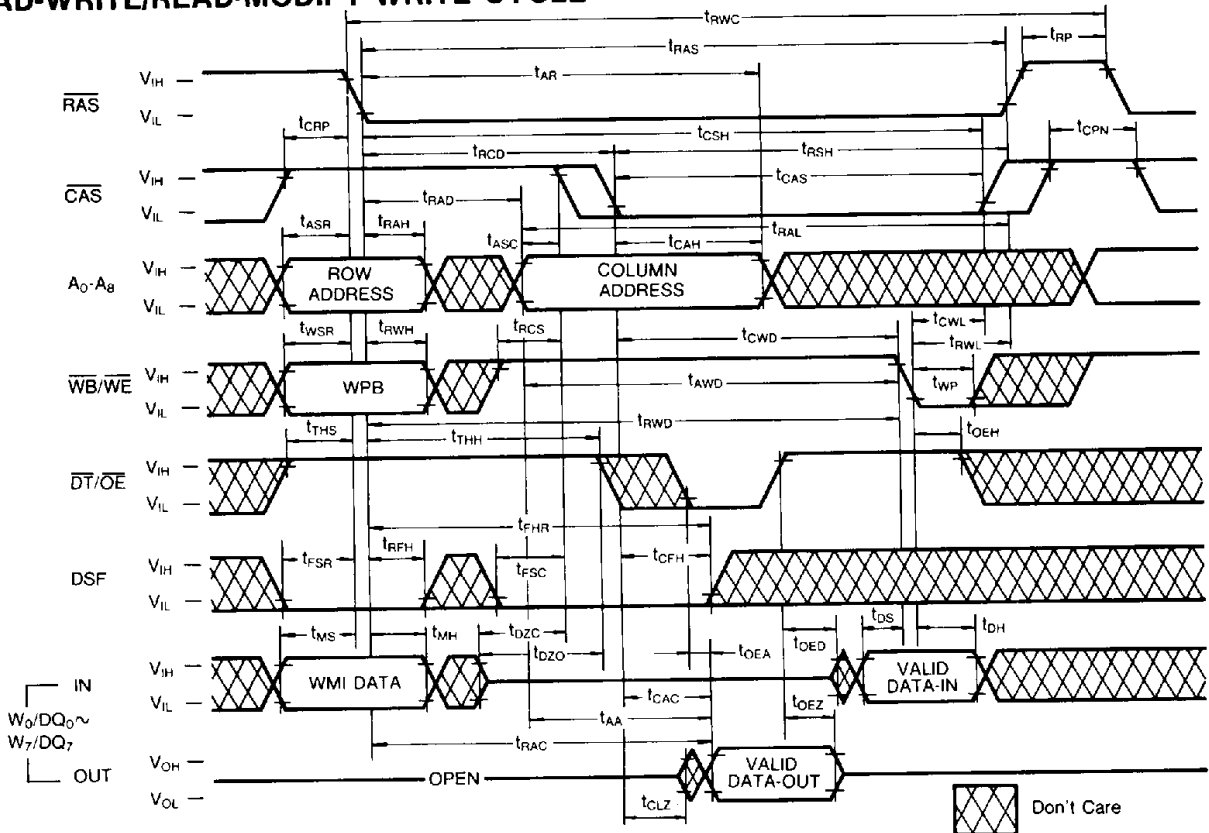 AD-WRITE/READ-MODIFY-WRITE CYCLE
tRWC
tRAS
tRP
tAR
RAS
VIH
VIL
tCRP
tCSH
tCPN
tRCD
tRSH
CAS
VIH
VIL
tCAS
tRAD
tRAL
tASR
tRAH
tASC
tCAH
A0-A8
VIH
VIL
ROW
ADDRESS
COLUMN
ADDRESS
tWSR
tRWH
tRCS
tCWL
tCWD
tRWL
WB/WE
VIH
VIL
WPB
tWP
tAWD
tRWD
tTHS
tTHH
tOEH
DT/OE
VIH
VIL
tFHR
tFSR
tRFH
tFSC
tCFH
DSF
VIH
VIL
tMS
tMH
tDZC
tDZO
tOEA
tOED
tDS
tDH
IN
VIH
VIL
WMI DATA
VALID
DATA-IN
W0/DQ0~
W7/DQ7
tCAC
tOEZ
tAA
tRAC
OUT
VOH
VOL
OPEN
VALID
DATA-OUT
tCLZ
Don't Care